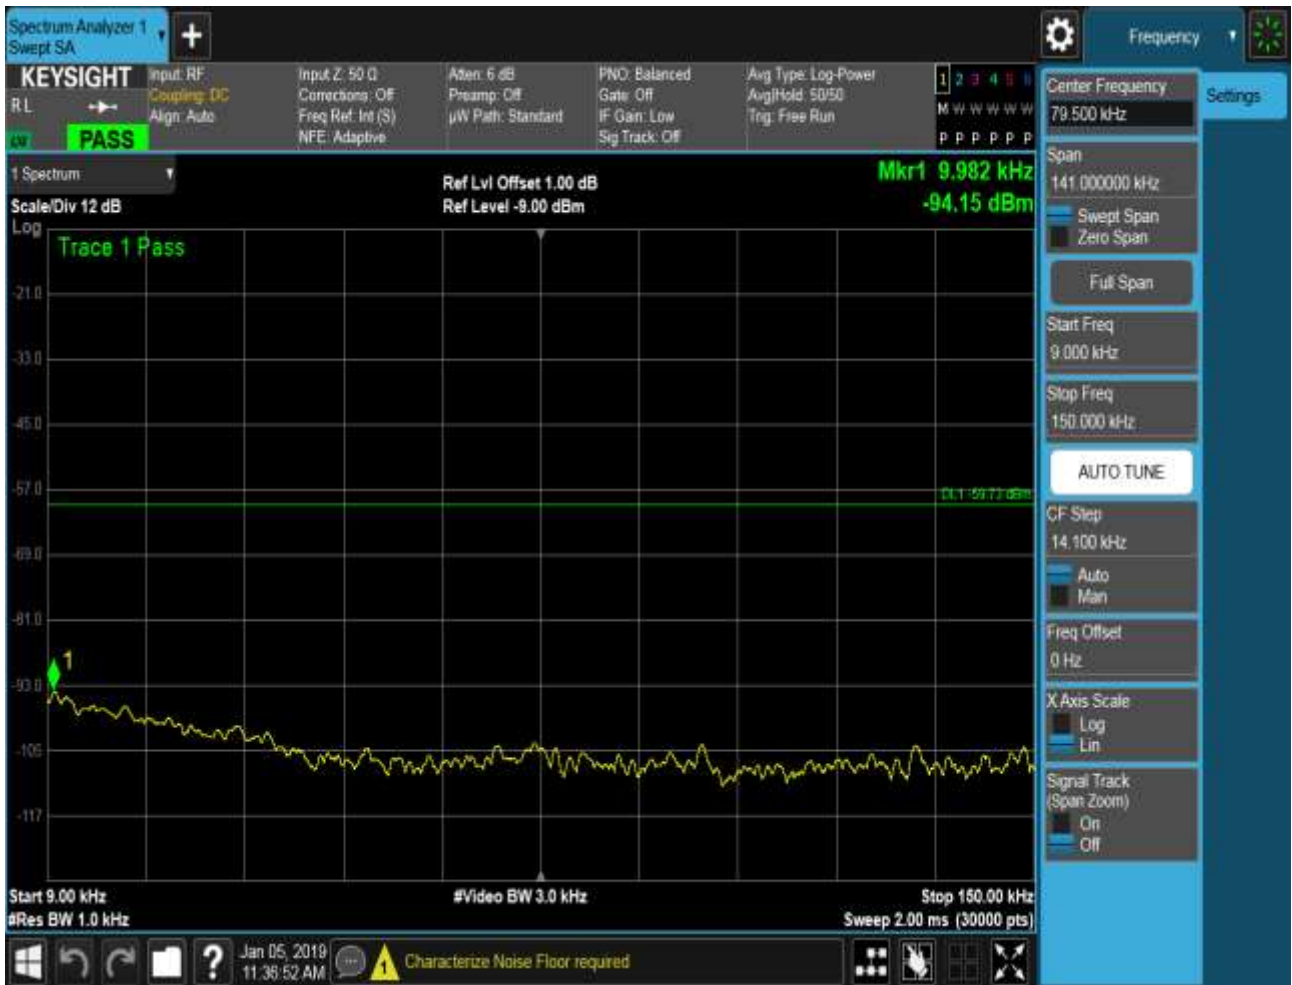 Spectrum Analyzer 1
Swept SA
Frequency
KEYSIGHT
R L
PASS
Input: RF
Coupling: DC
Align: Auto
Input Z: 50 Ω
Corrections: Off
Freq Ref: Int (S)
NFE: Adaptive
Atten: 6 dB
Preamp: Off
µW Path: Standard
PNO: Balanced
Gate: Off
IF Gain: Low
Sig Track: Off
Avg Type: Log-Power
Avg|Hold: 50/50
Trig: Free Run
1 2 3 4 5 6
M W W W W W
P P P P P P
1 Spectrum
Scale/Div 12 dB
Log
Ref Lvl Offset 1.00 dB
Ref Level -9.00 dBm
Mkr1 9.982 kHz
-94.15 dBm
Trace 1 Pass
-21.0
-33.0
-45.0
-57.0
DL1 -59.73 dBm
-69.0
-81.0
1
-93.0
-105
-117
Start 9.00 kHz
#Res BW 1.0 kHz
#Video BW 3.0 kHz
Stop 150.00 kHz
Sweep 2.00 ms (30000 pts)
Center Frequency
79.500 kHz
Settings
Span
141.000000 kHz
Swept Span
Zero Span
Full Span
Start Freq
9.000 kHz
Stop Freq
150.000 kHz
AUTO TUNE
CF Step
14.100 kHz
Auto
Man
Freq Offset
0 Hz
X Axis Scale
Log
Lin
Signal Track
(Span Zoom)
On
Off
?
Jan 05, 2019
11:36:52 AM
1
Characterize Noise Floor required